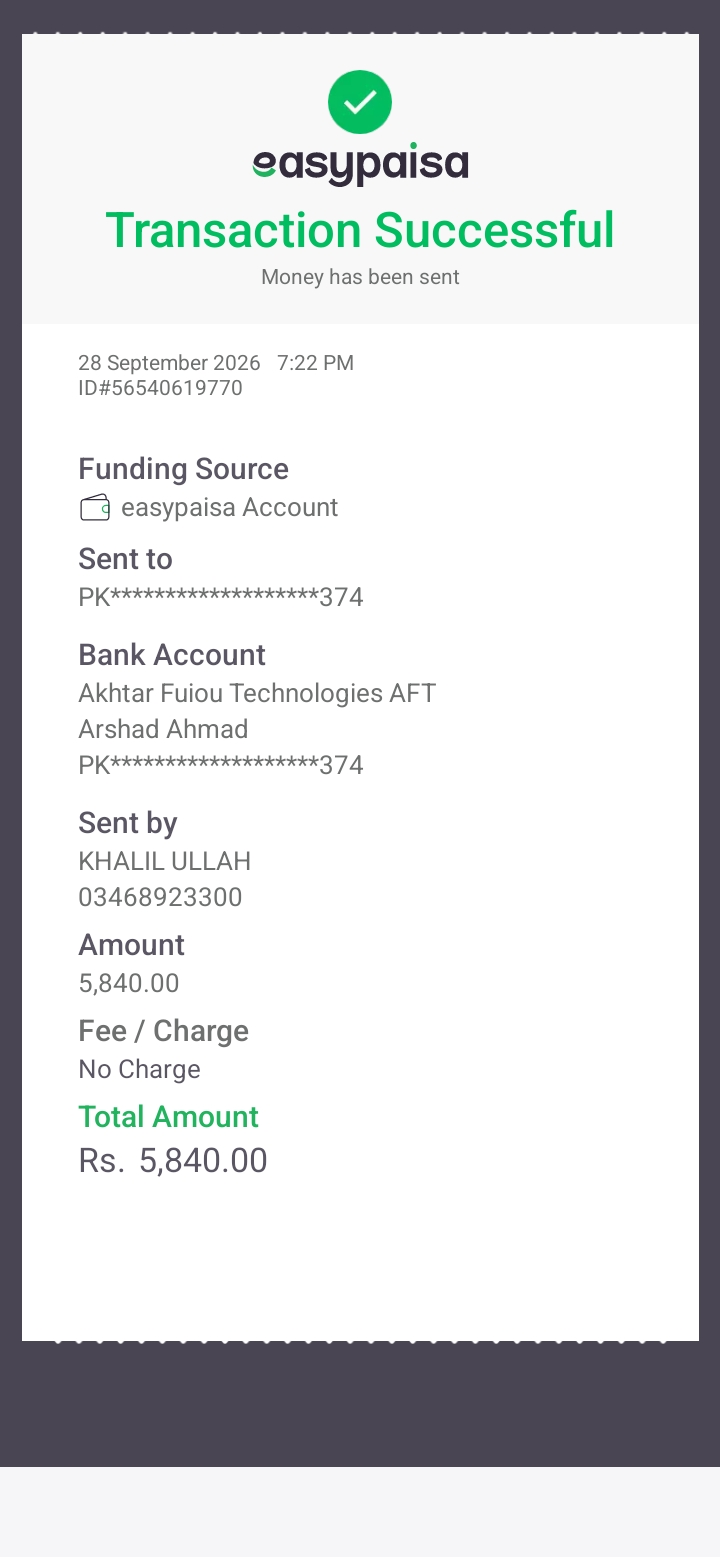 easypaisa
Transaction Successful
Money has been sent
28 September 2026 7:22 PM
ID#56540619770
Funding Source
easypaisa Account
Sent to
PK*******************374
Bank Account
Akhtar Fuiou Technologies AFT
Arshad Ahmad
PK*******************374
Sent by
KHALIL ULLAH
03468923300
Amount
5,840.00
Fee / Charge
No Charge
Total Amount
Rs. 5,840.00